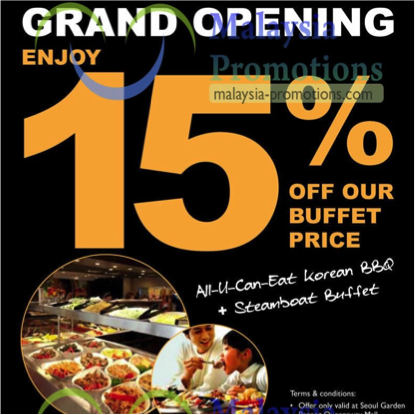 GRAND OPENING
Malaysia
Promotions
malaysia-promotions.com
ENJOY
15%
OFF OUR
BUFFET
PRICE
All-U-Can-Eat Korean BBQ
+ Steamboat Buffet
Terms & conditions:
• Offer only valid at Seoul Garden